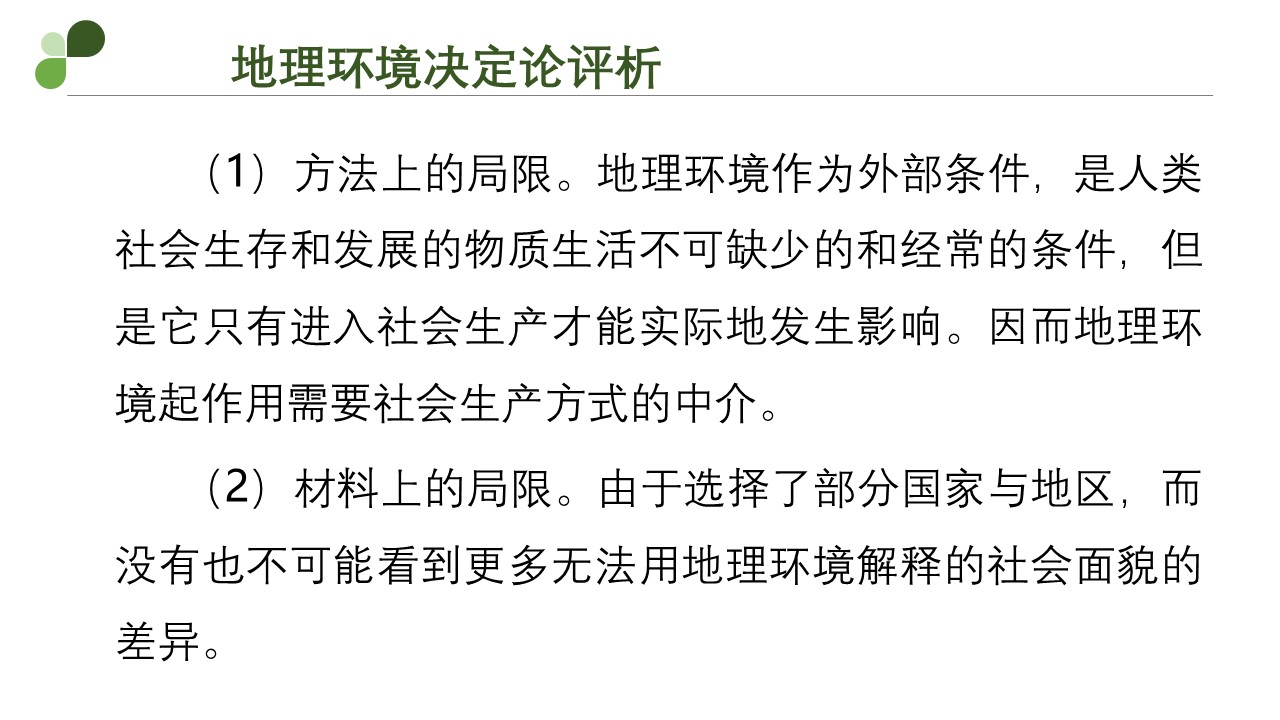 地理环境决定论评析
（1）方法上的局限。地理环境作为外部条件，是人类
社会生存和发展的物质生活不可缺少的和经常的条件，但
是它只有进入社会生产才能实际地发生影响。因而地理环
境起作用需要社会生产方式的中介。
（2）材料上的局限。由于选择了部分国家与地区，而
没有也不可能看到更多无法用地理环境解释的社会面貌的
差异。